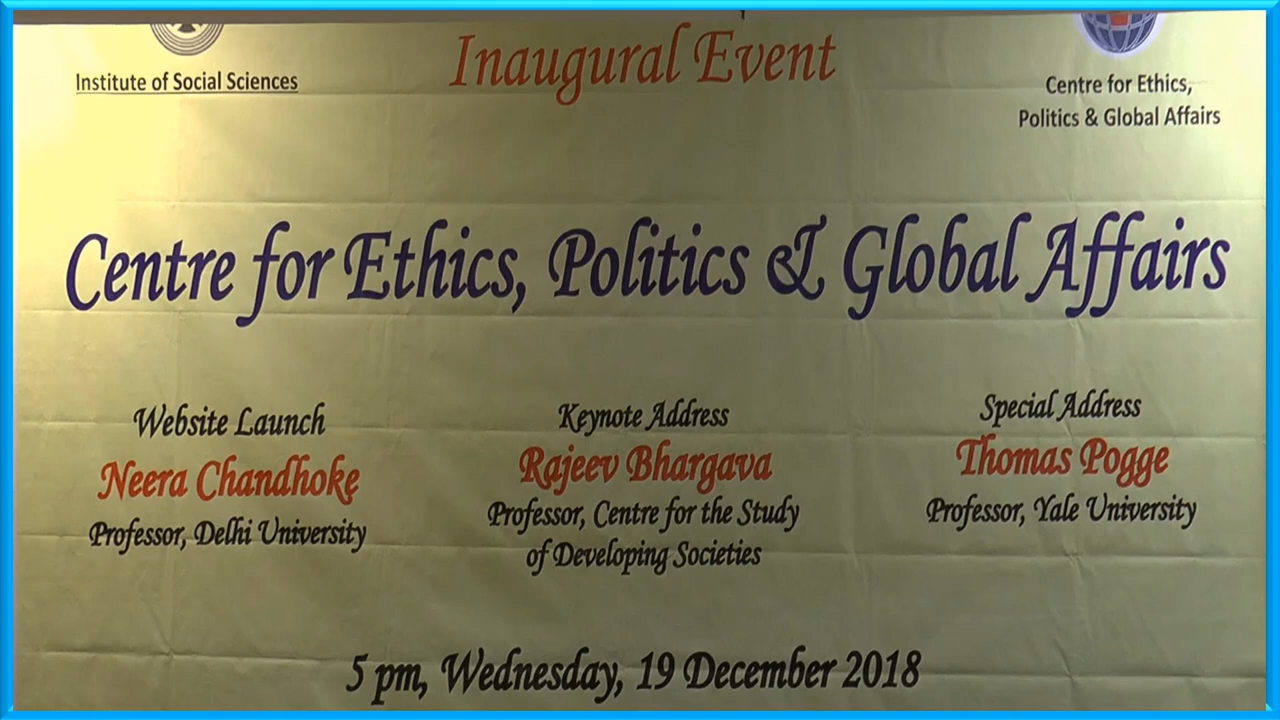 Institute of Social Sciences
Inaugural Event
Centre for Ethics,
Politics & Global Affairs
Centre for Ethics, Politics & Global Affairs
Website Launch
Neera Chandhoke
Professor, Delhi University
Keynote Address
Rajeev Bhargava
Professor, Centre for the Study
of Developing Societies
Special Address
Thomas Pogge
Professor, Yale University
5 pm, Wednesday, 19 December 2018